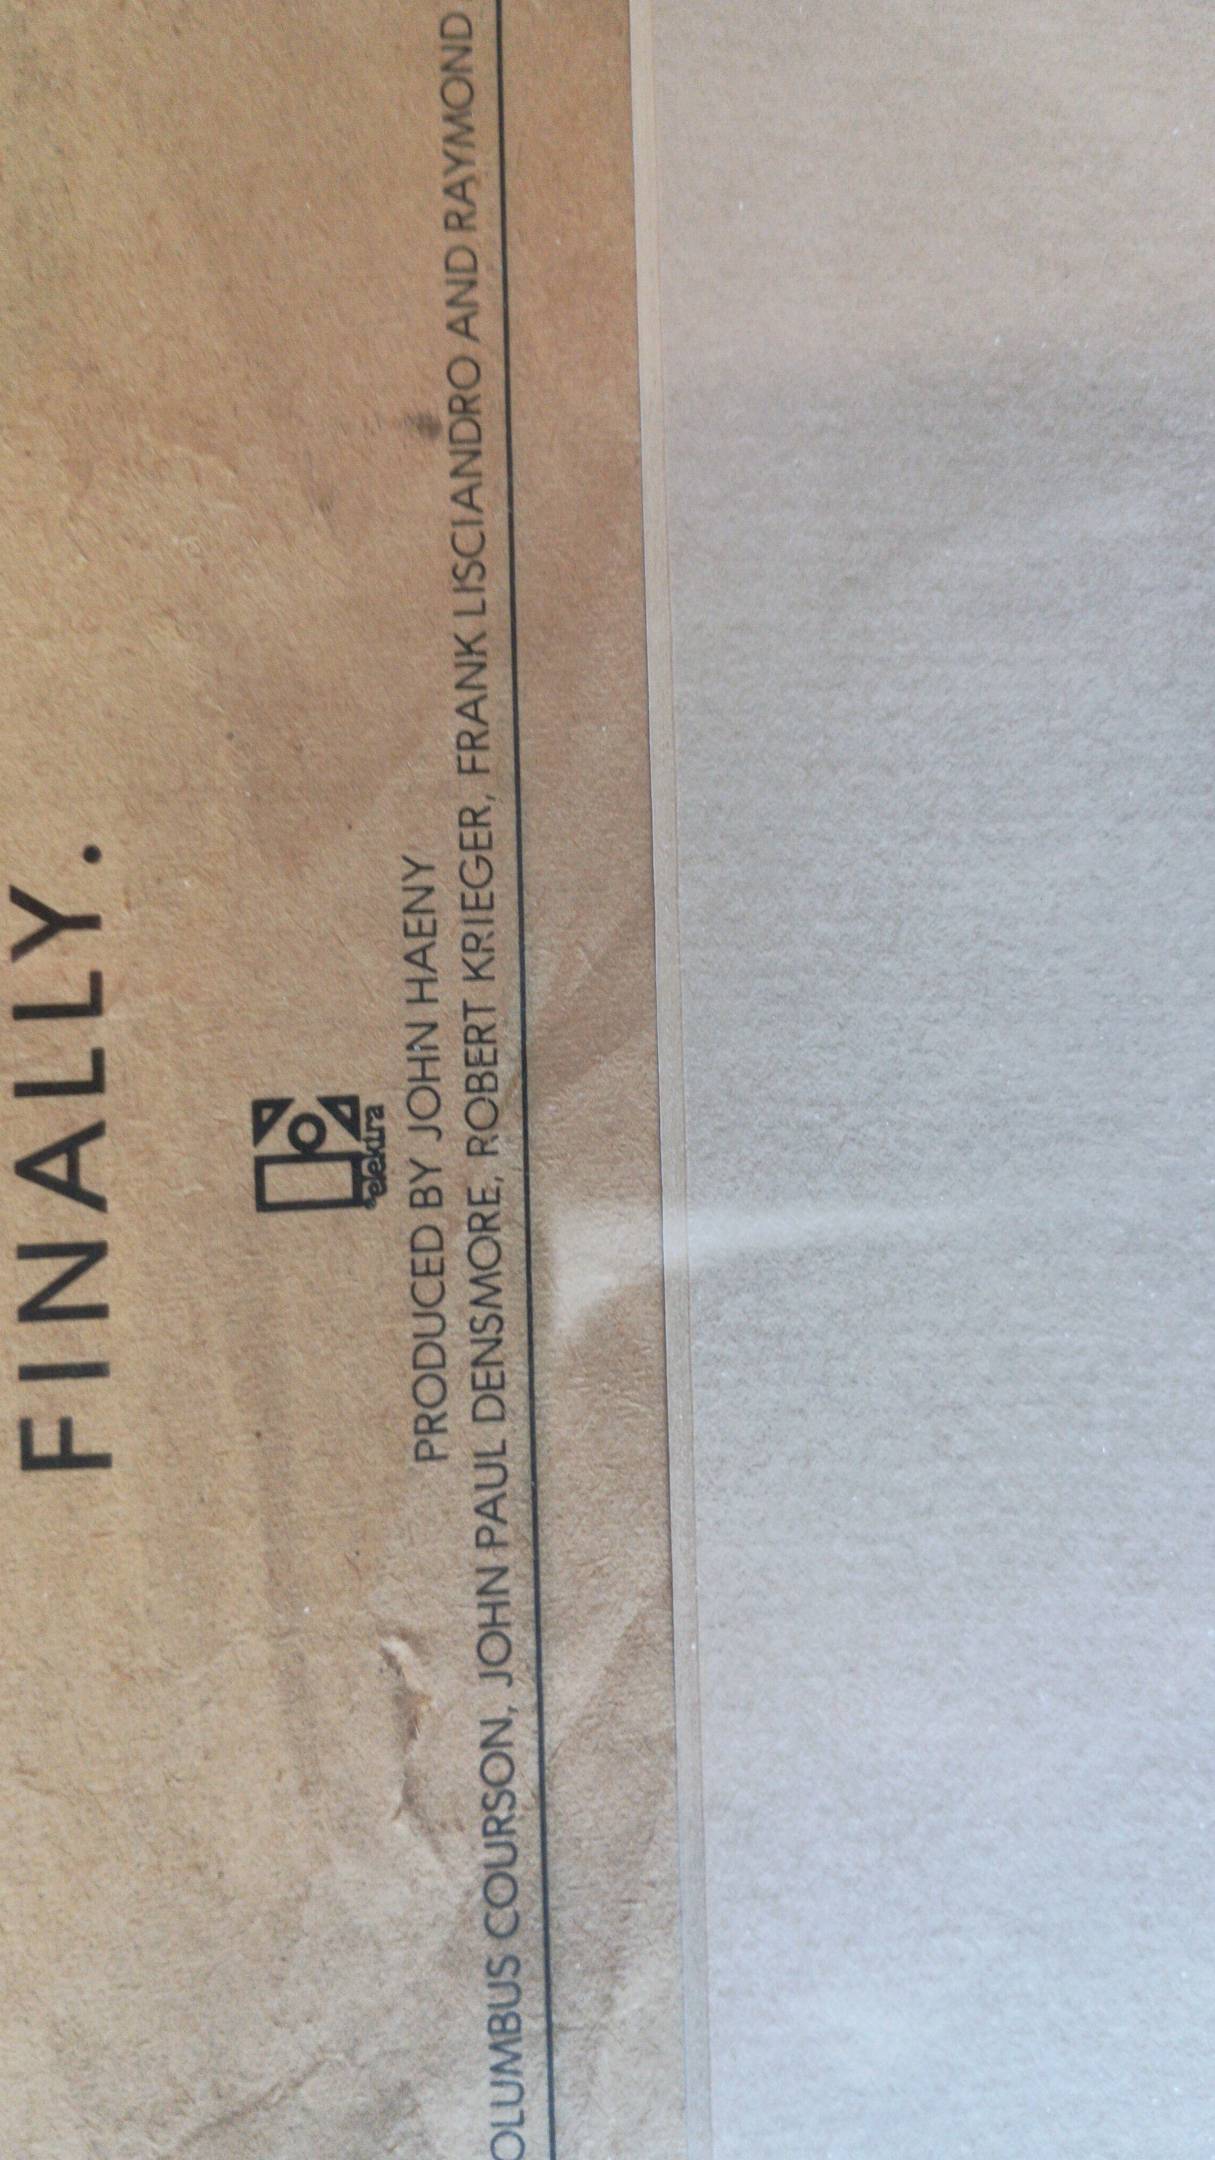 FINALLY.
elektra
PRODUCED BY JOHN HAENY
OLUMBUS COURSON, JOHN PAUL DENSMORE, ROBERT KRIEGER, FRANK LISCIANDRO AND RAYMOND